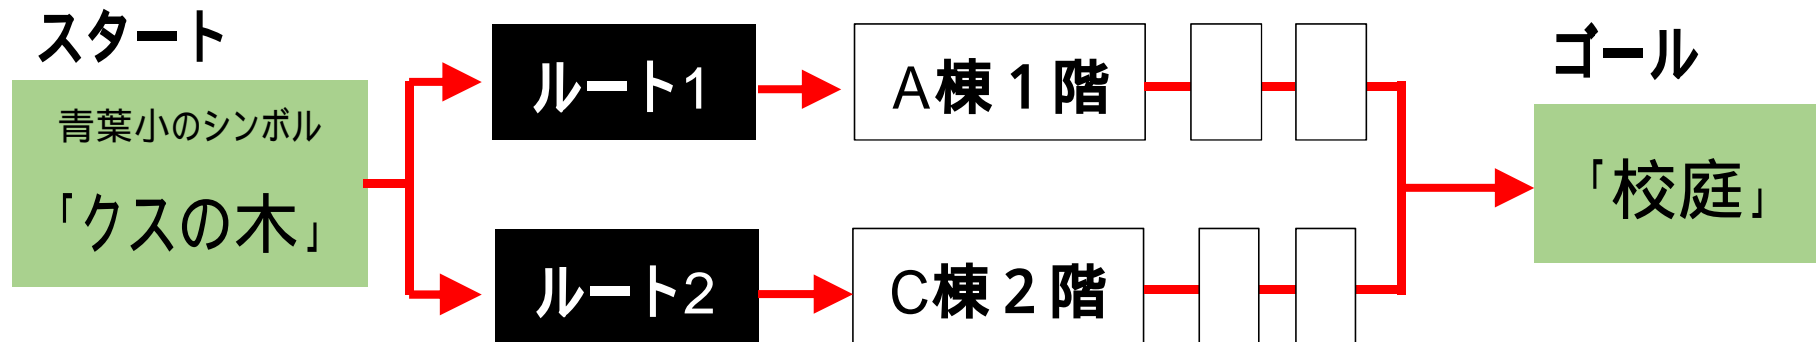 スタート
青葉小のシンボル
「クスの木」
ルート1
A棟１階
ルート2
C棟２階
ゴール
「校庭」